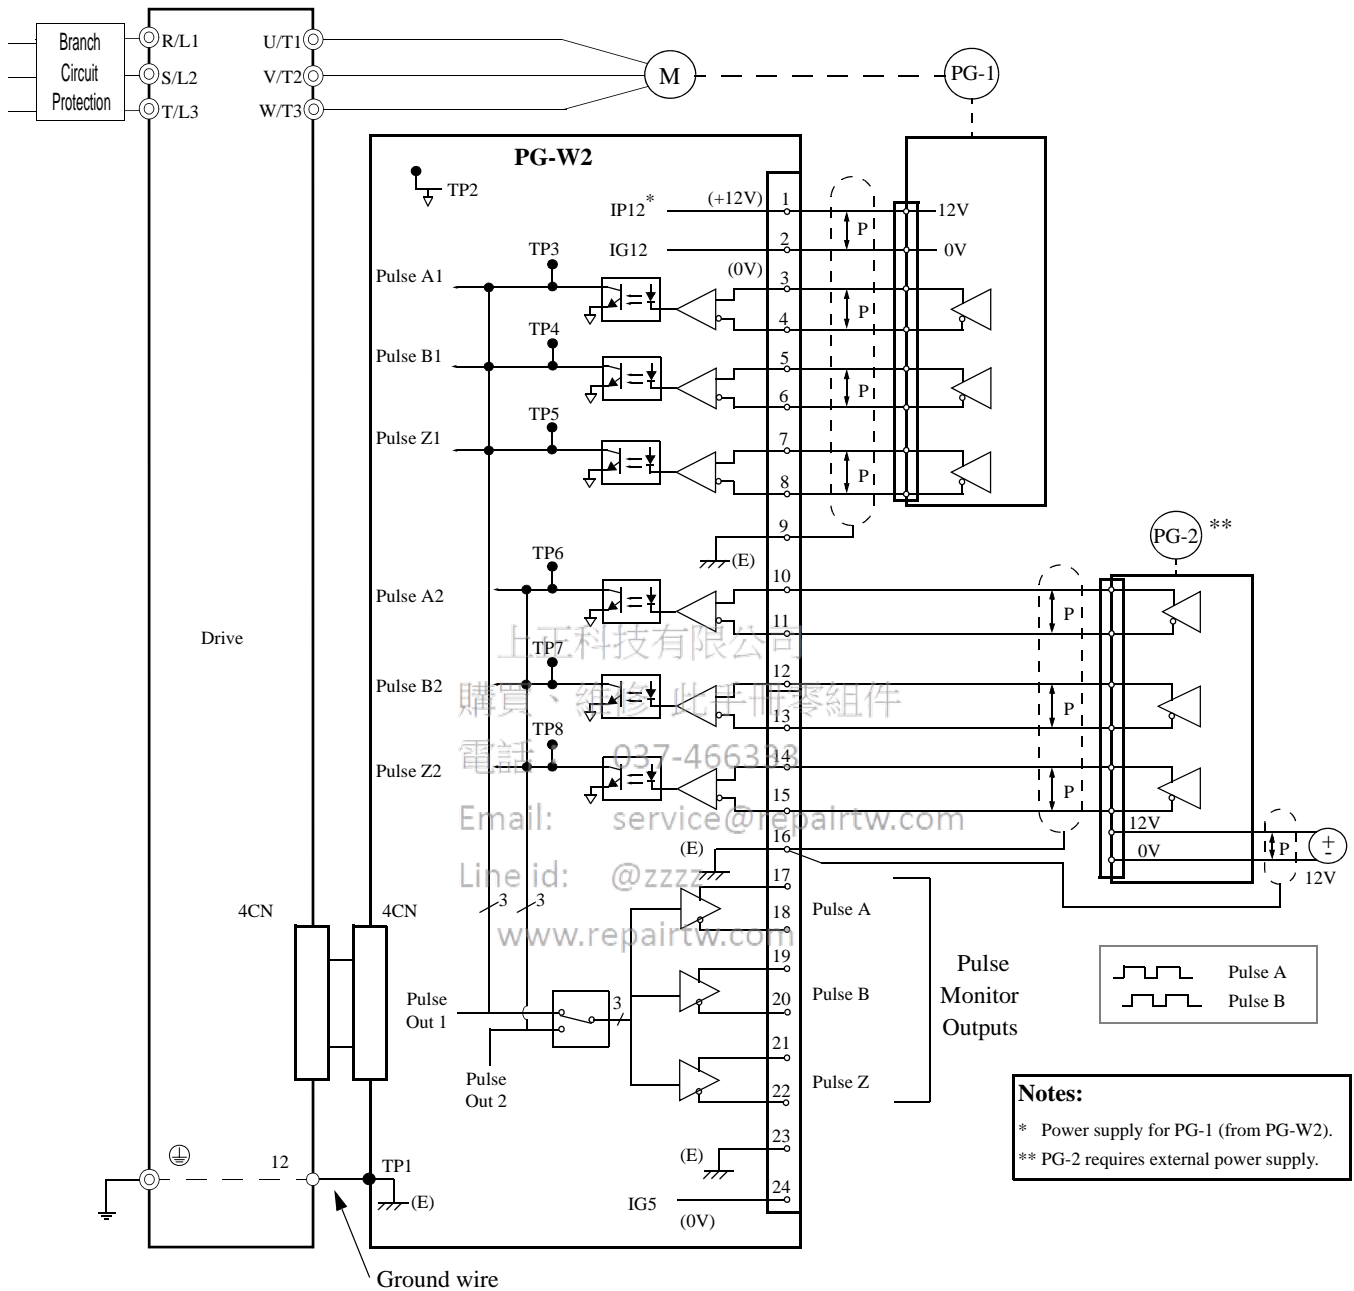 Branch
Circuit
Protection
R/L1
S/L2
T/L3
U/T1
V/T2
W/T3
M
PG-1
PG-W2
TP2
IP12*
(+12V)
1
P
12V
IG12
2
0V
(0V)
Pulse A1
TP3
3
4
P
Pulse B1
TP4
5
6
P
Pulse Z1
TP5
7
8
P
9
(E)
PG-2 **
Pulse A2
TP6
10
11
P
Drive
上正科技有限公司
Pulse B2
TP7
12
13
P
購買、維修 此手冊零組件
Pulse Z2
TP8
14
15
P
電話: 037-466333
Email: service@repairtw.com
12V
0V
P
+
-
12V
(E)
16
Line id: @zzzz
17
18
Pulse A
3
3
www.repairtw.com
4CN
4CN
19
20
Pulse B
Pulse
Monitor
Outputs
Pulse A
Pulse B
Pulse
Out 1
3
Pulse
Out 2
21
22
Pulse Z
Notes:
* Power supply for PG-1 (from PG-W2).
** PG-2 requires external power supply.
(E)
23
12
TP1
(E)
IG5
24
(0V)
Ground wire